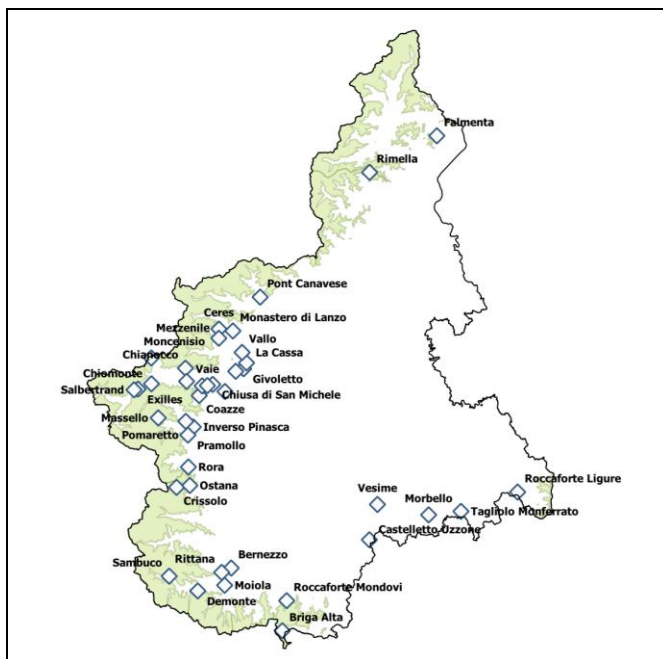 Falmenta
Rimella
Pont Canavese
Ceres
Monastero di Lanzo
Mezzenile
Moncenisio
Vallo
Chianocco
La Cassa
Vaie
Chiomonte
Givoletto
Salbertrand
Exilles
Chiusa di San Michele
Coazze
Massello
Inverso Pinasca
Pomaretto
Pramollo
Rora
Ostana
Crissolo
Roccaforte Ligure
Vesime
Morbello
Tagliolo Monferrato
Castelletto Uzzone
Bernezzo
Rittana
Sambuco
Moiola
Demonte
Roccaforte Mondovi
Briga Alta